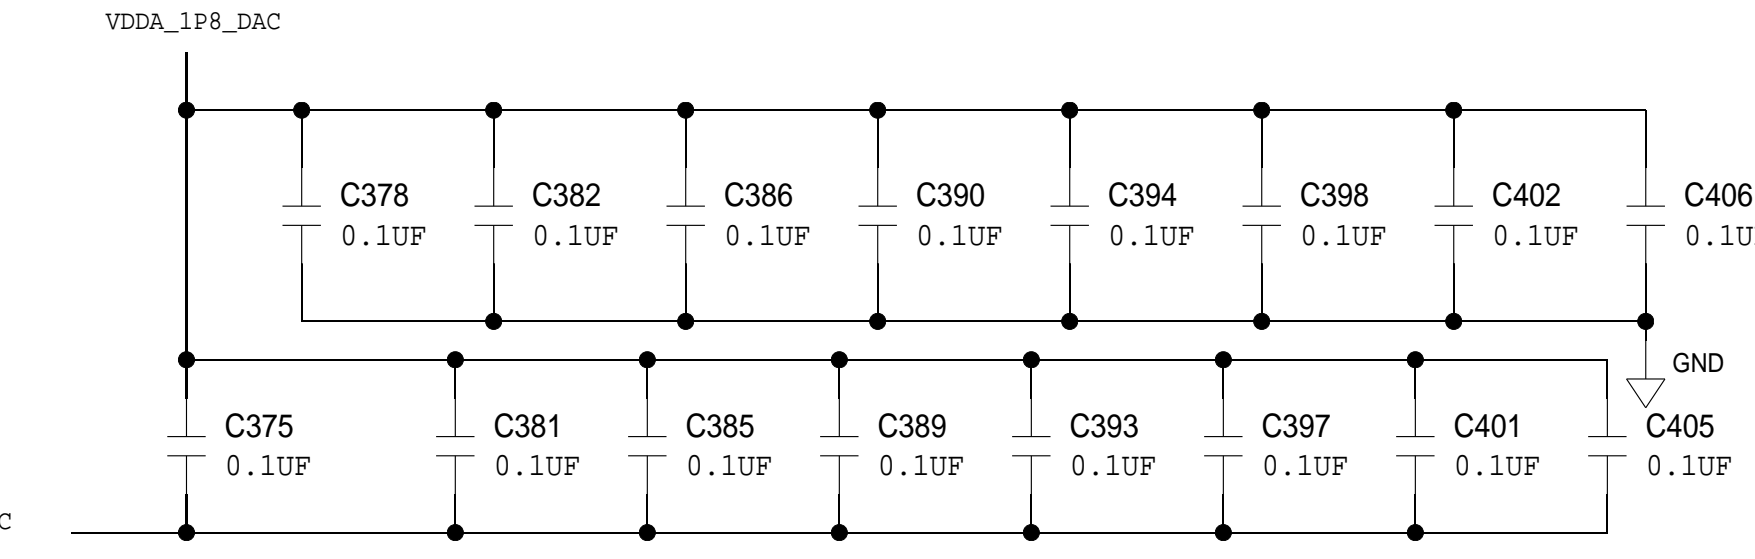 VDDA_1P8_DAC
C378 C382 C386 C390 C394 C398 C402 C406
0.1UF 0.1UF 0.1UF 0.1UF 0.1UF 0.1UF 0.1UF
GND
C375 C381 C385 C389 C393 C397 C401 C405
0.1UF 0.1UF 0.1UF 0.1UF 0.1UF 0.1UF 0.1UF 0.1UF
C